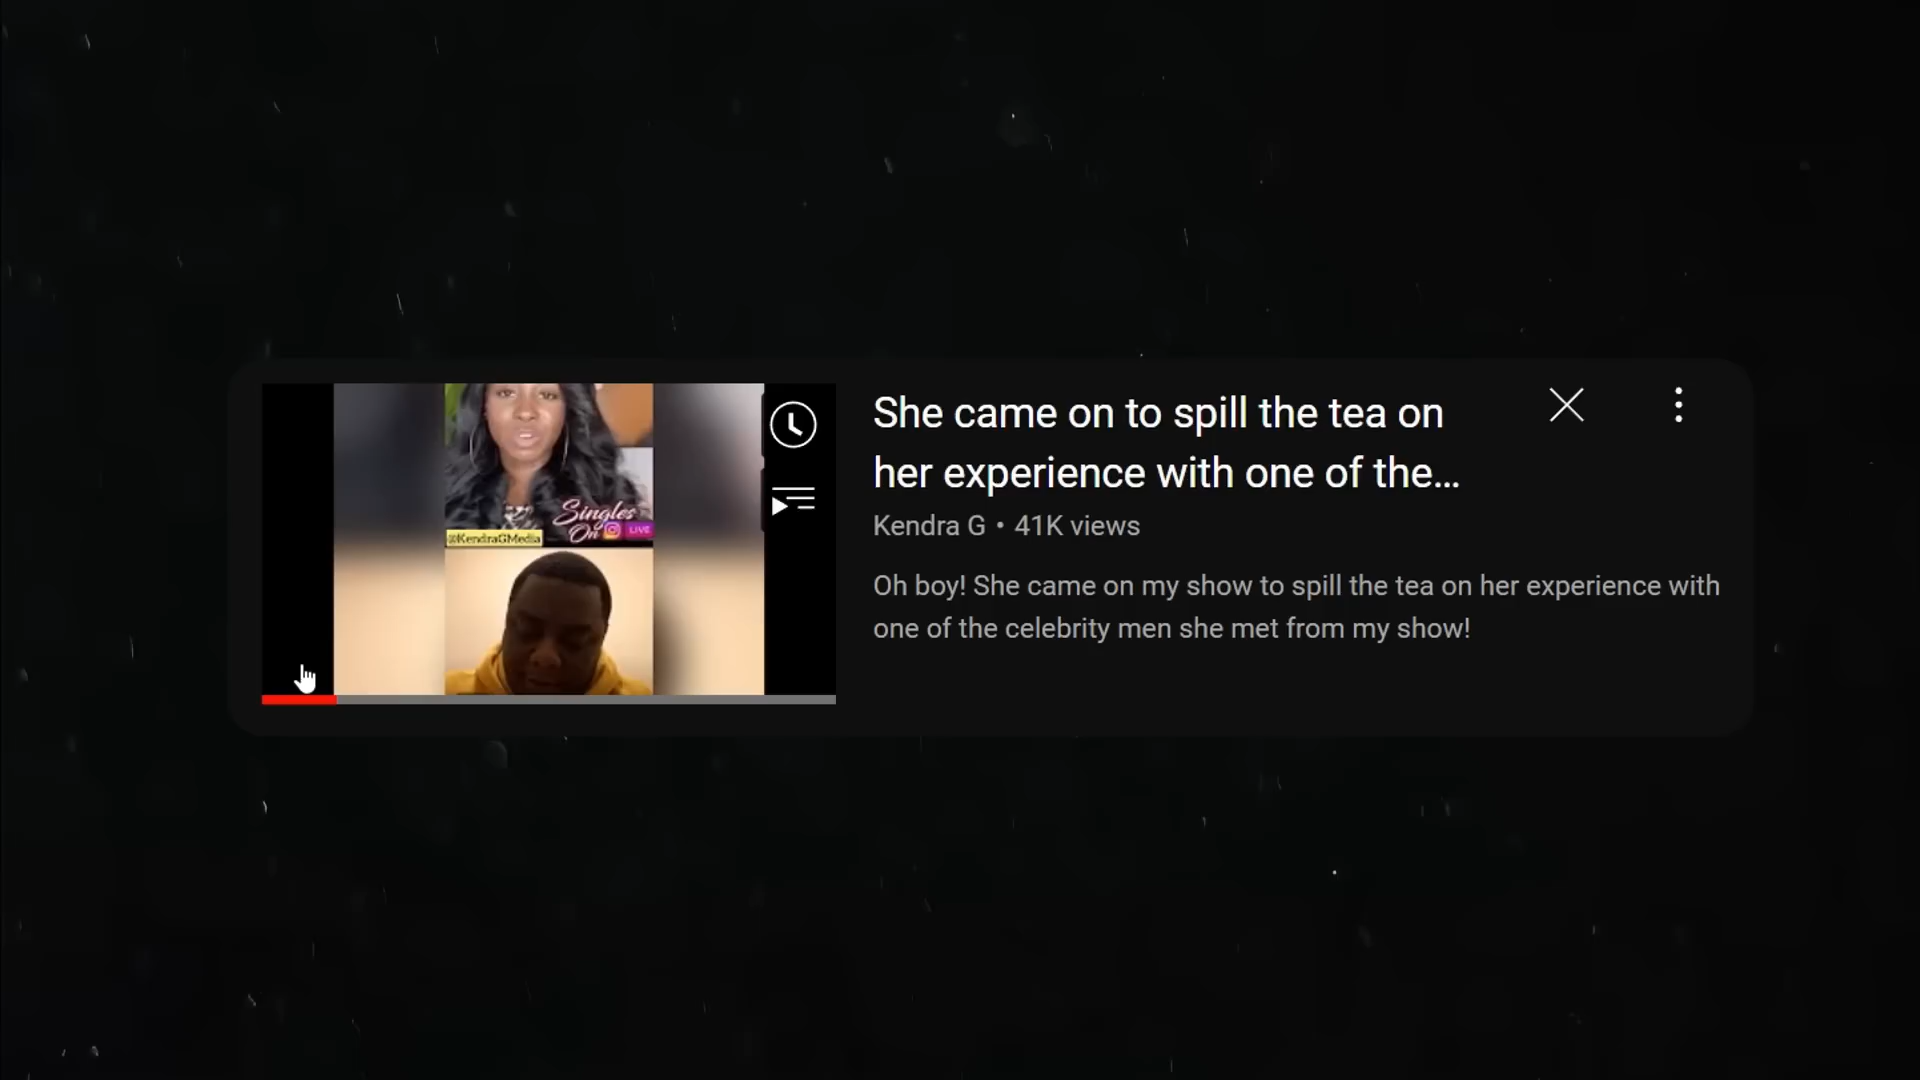 She came on to spill the tea on
her experience with one of the...
Kendra G • 41K views
Oh boy! She came on my show to spill the tea on her experience with
one of the celebrity men she met from my show!
Singles
On LIVE
@KendraGMedia